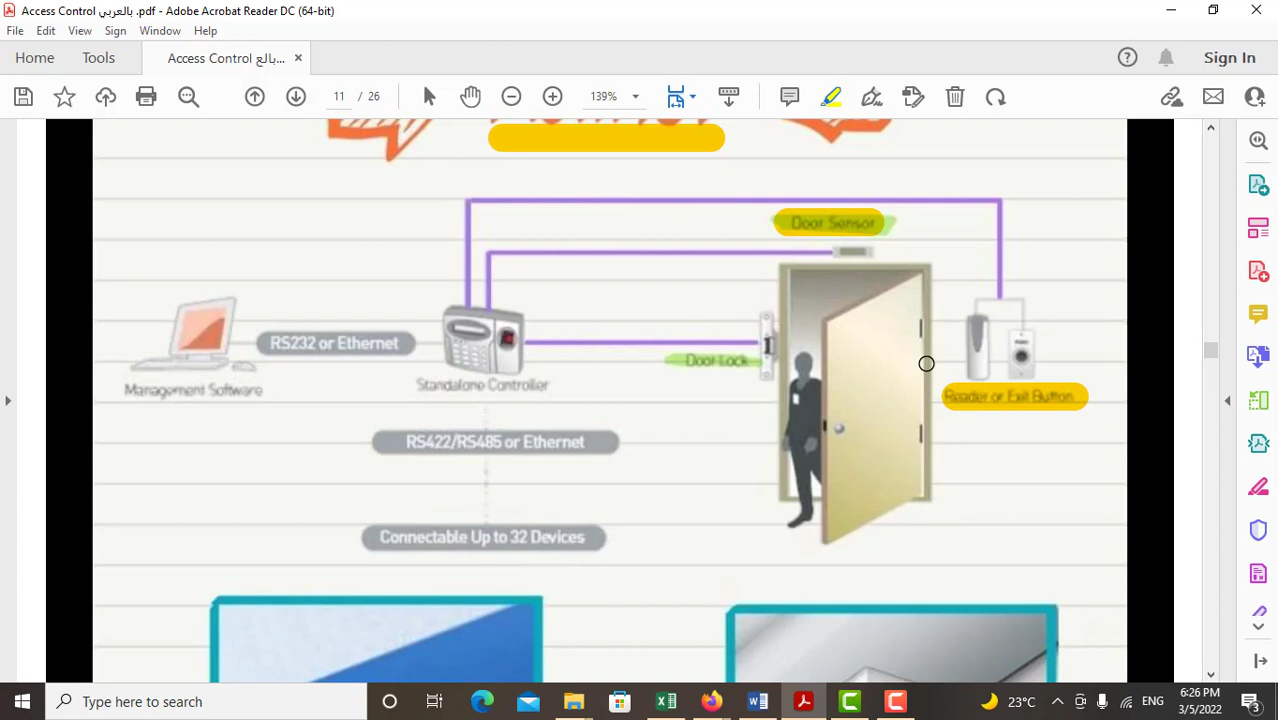 Access Control بالعربي .pdf - Adobe Acrobat Reader DC (64-bit)
File Edit View Sign Window Help
Home Tools Access Control بالع... Sign In
11 / 26 139%
Door Sensor
RS232 or Ethernet
Door Lock
Management Software
Standalone Controller
Reader or Exit Button
RS422/RS485 or Ethernet
Connectable Up to 32 Devices
Type here to search
23°C ENG 6:26 PM
3/5/2022 3